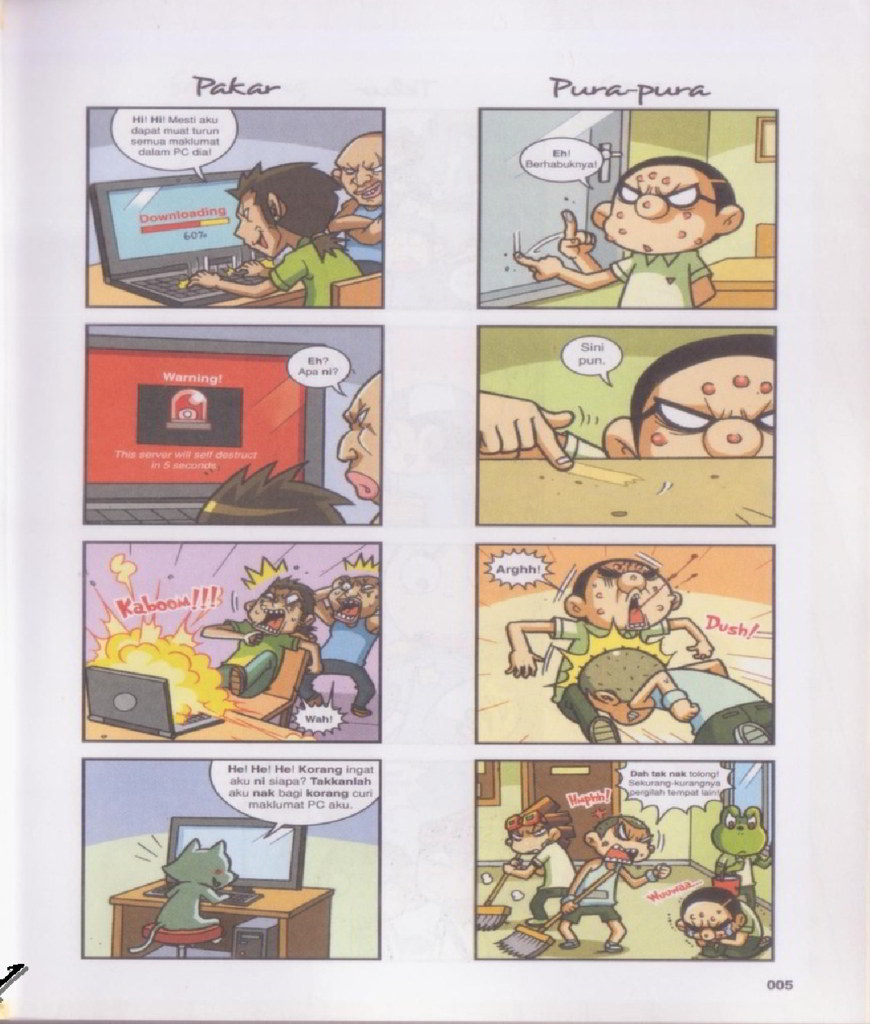 Pakar
Hi! Hi! Mesti aku
dapat muat turun
semua maklumat
dalam PC dia!
Downloading
60%
Eh?
Apa ni?
Warning!
This server will self destruct
in 5 seconds
Kaboom!!!
Wah!
He! He! He! Korang ingat
aku ni siapa? Takkanlah
aku nak bagi korang curi
maklumat PC aku.
Pura-pura
Eh!
Berhabuknya!
Sini
pun.
Arghh!
Dush!
Dah tak nak tolong!
Sekurang-kurangnya
pergilah tempat lain!
Huphh!
005